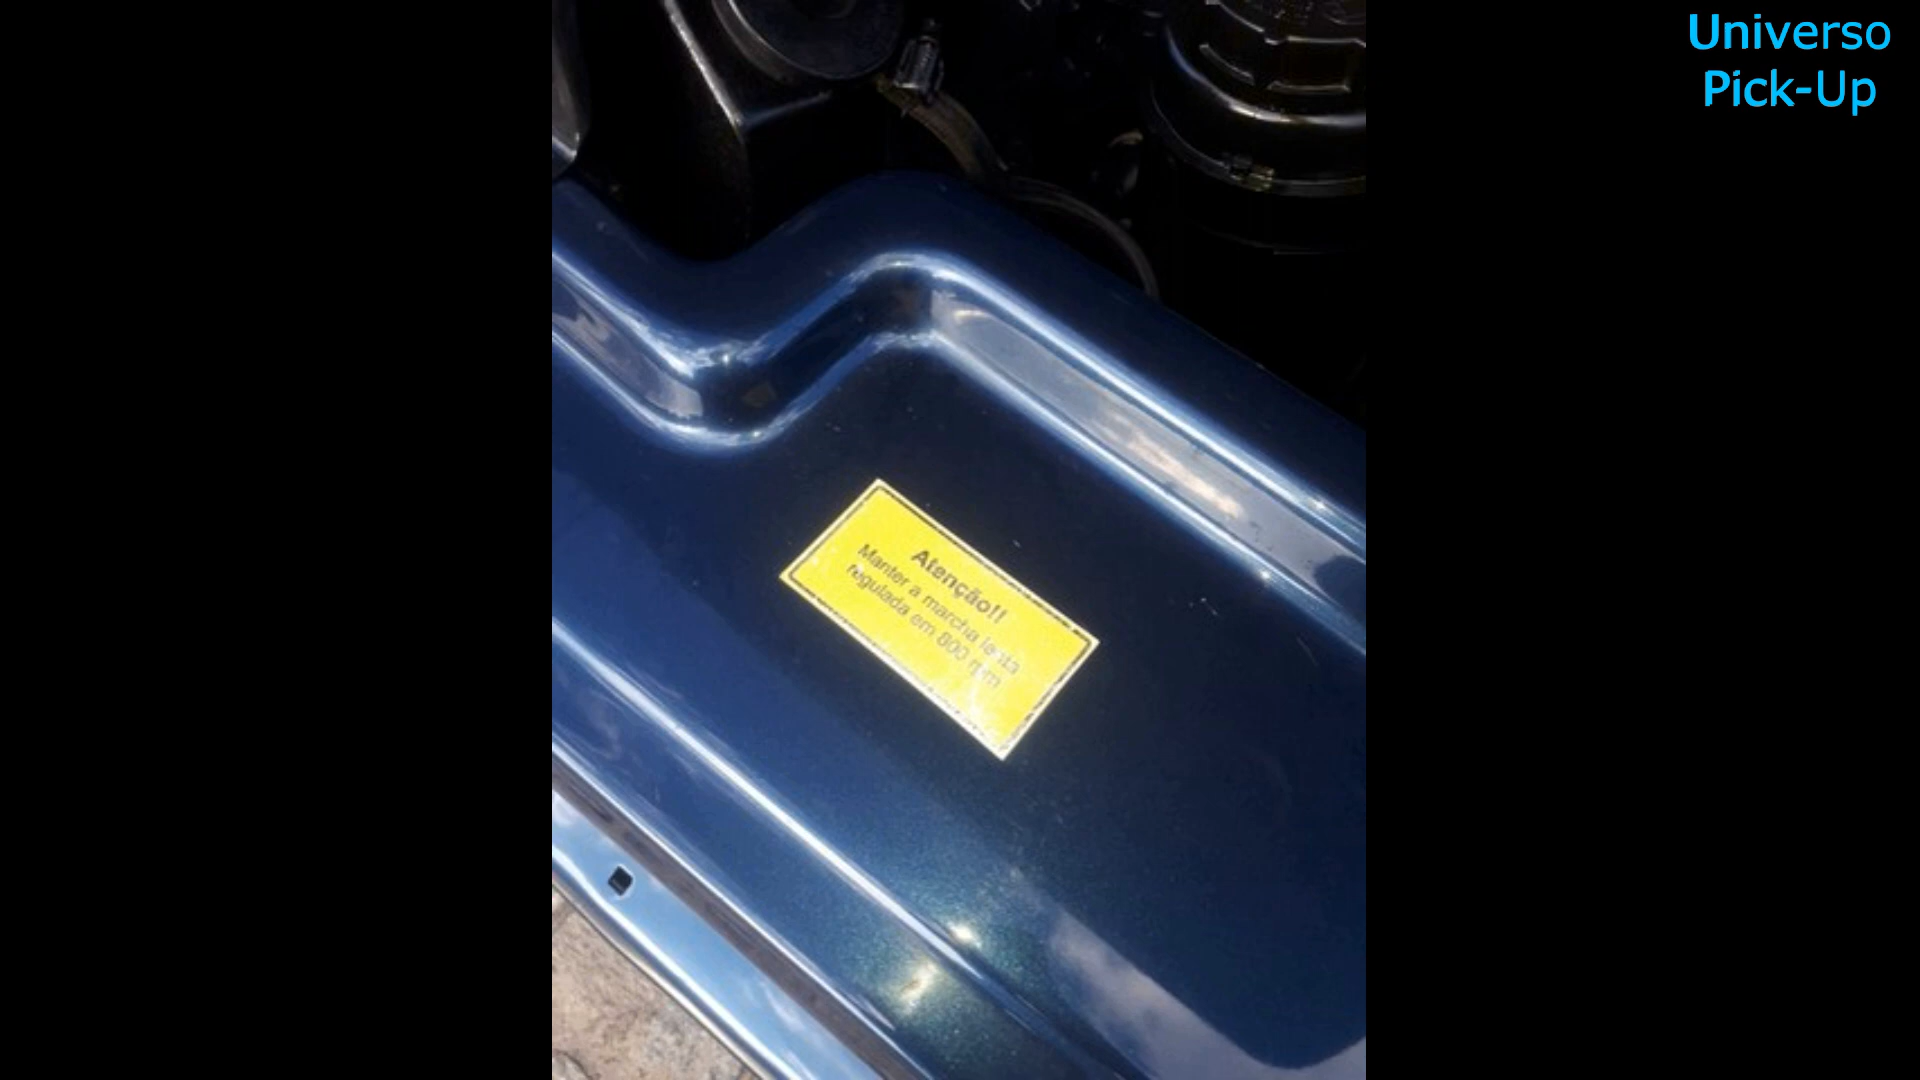 Universo
Pick-Up
Atenção!!
Manter a marcha lenta
regulada em 800 rpm